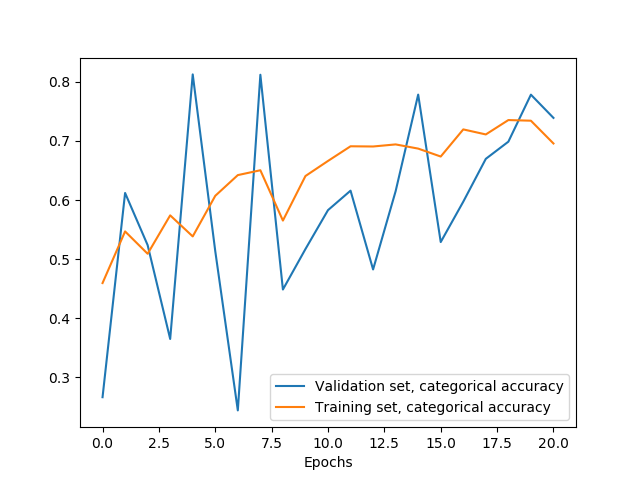 0.8
0.7
0.6
0.5
0.4
0.3
Validation set, categorical accuracy
Training set, categorical accuracy
0.0 2.5 5.0 7.5 10.0 12.5 15.0 17.5 20.0
Epochs